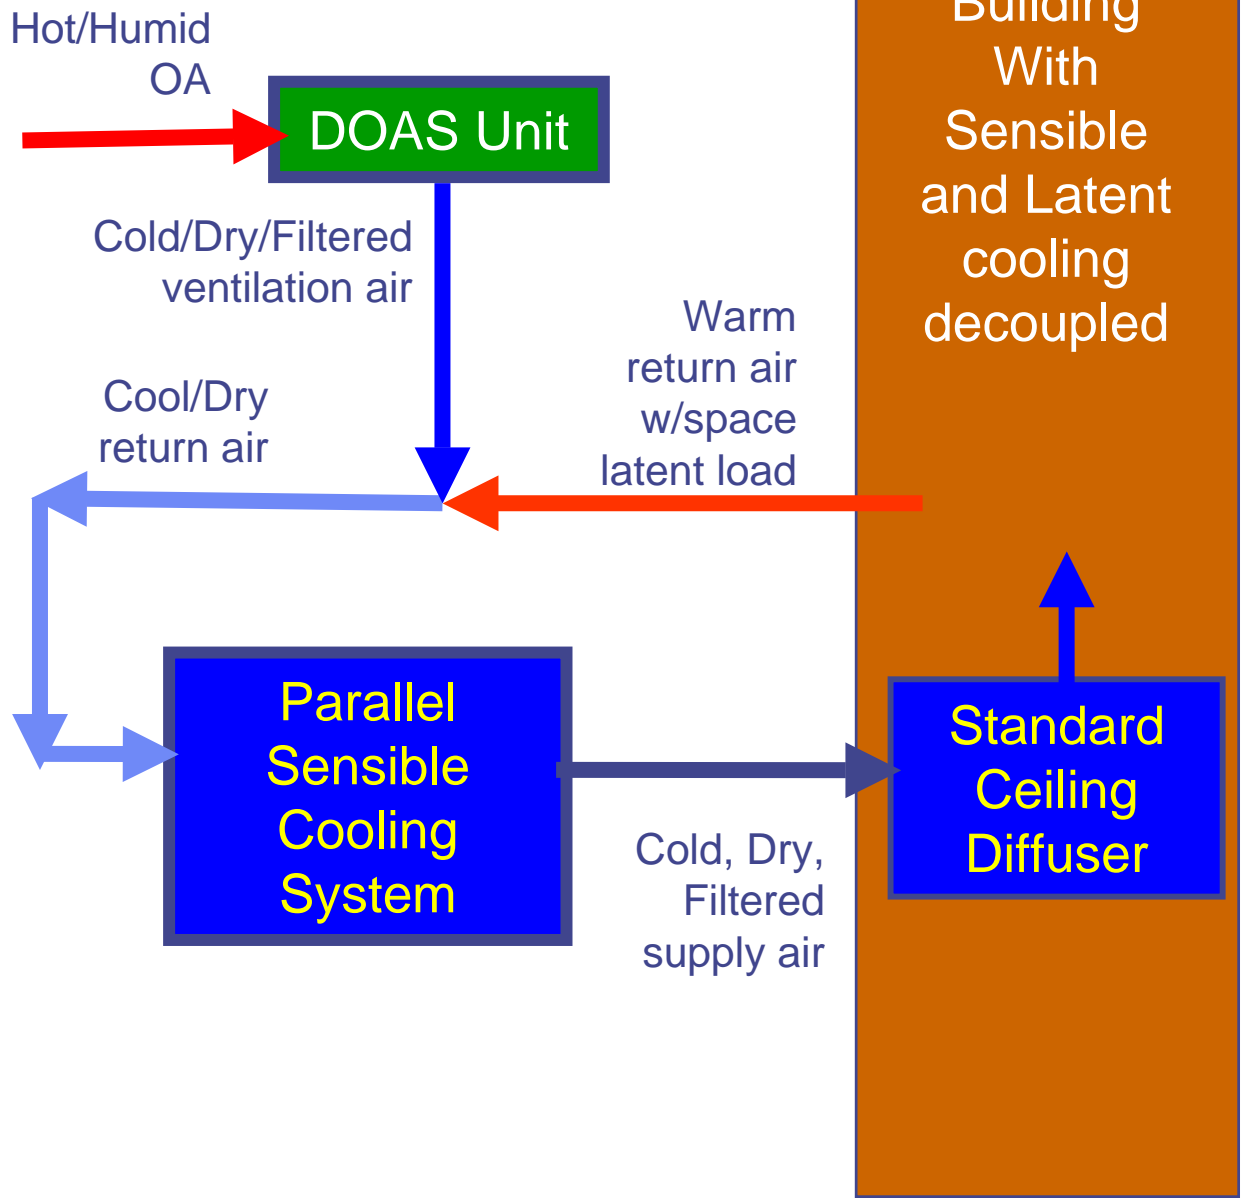 Hot/Humid
OA
DOAS Unit
Cold/Dry/Filtered
ventilation air
Cool/Dry
return air
Warm
return air
w/space
latent load
Building
With
Sensible
and Latent
cooling
decoupled
Parallel
Sensible
Cooling
System
Cold, Dry,
Filtered
supply air
Standard
Ceiling
Diffuser